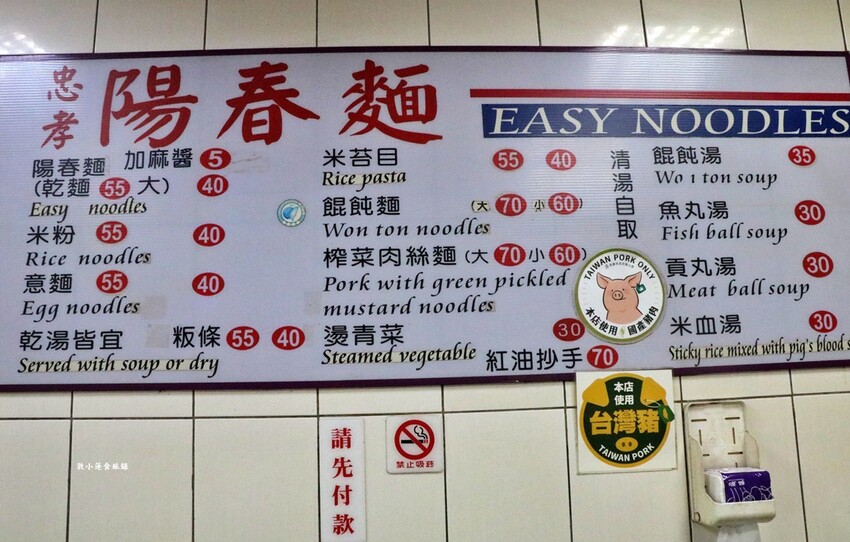 忠孝 陽春麵
EASY NOODLES
陽春麵 加麻醬 5
(乾麵 55 大) 40
Easy noodles
米粉 55 40
Rice noodles
意麵 55 40
Egg noodles
乾湯皆宜 粄條 55 40
Served with soup or dry
米苔目 55 40
Rice pasta
餛飩麵 (大 70 小 60)
Won ton noodles
榨菜肉絲麵 (大 70 小 60)
Pork with green pickled
mustard noodles
燙青菜 30
Steamed vegetable
紅油抄手 70
清湯自取
餛飩湯 35
Wo ton soup
魚丸湯 30
Fish ball soup
貢丸湯 30
Meat ball soup
米血湯 30
Sticky rice mixed with pig's blood s
TAIWAN PORK ONLY
本店使用 國產豬肉
本店
使用
台灣豬
TAIWAN PORK
請先付款
禁止吸菸